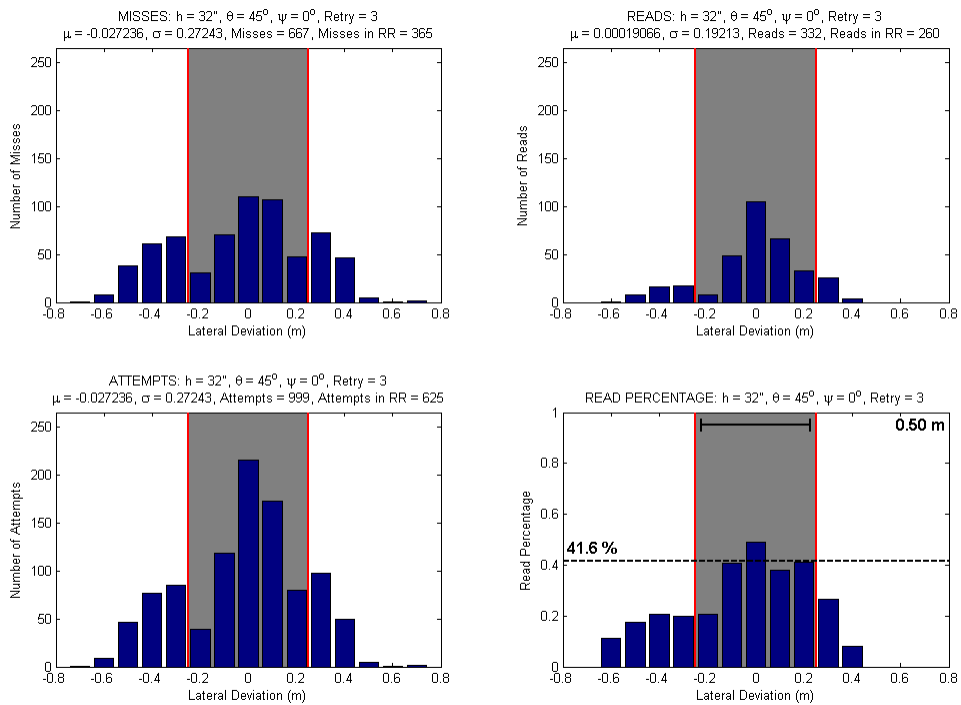 MISSES: h = 32", θ = 45°, ψ = 0°, Retry = 3
μ = -0.027236, σ = 0.27243, Misses = 667, Misses in RR = 365
250
200
150
100
50
0
Number of Misses
-0.8 -0.6 -0.4 -0.2 0 0.2 0.4 0.6 0.8
Lateral Deviation (m)
READS: h = 32", θ = 45°, ψ = 0°, Retry = 3
μ = 0.00019066, σ = 0.19213, Reads = 332, Reads in RR = 260
250
200
150
100
50
0
Number of Reads
-0.8 -0.6 -0.4 -0.2 0 0.2 0.4 0.6 0.8
Lateral Deviation (m)
ATTEMPTS: h = 32", θ = 45°, ψ = 0°, Retry = 3
μ = -0.027236, σ = 0.27243, Attempts = 999, Attempts in RR = 625
250
200
150
100
50
0
Number of Attempts
-0.8 -0.6 -0.4 -0.2 0 0.2 0.4 0.6 0.8
Lateral Deviation (m)
READ PERCENTAGE: h = 32", θ = 45°, ψ = 0°, Retry = 3
1
0.50 m
0.8
0.6
41.6 %
0.4
0.2
0
Read Percentage
-0.8 -0.6 -0.4 -0.2 0 0.2 0.4 0.6 0.8
Lateral Deviation (m)